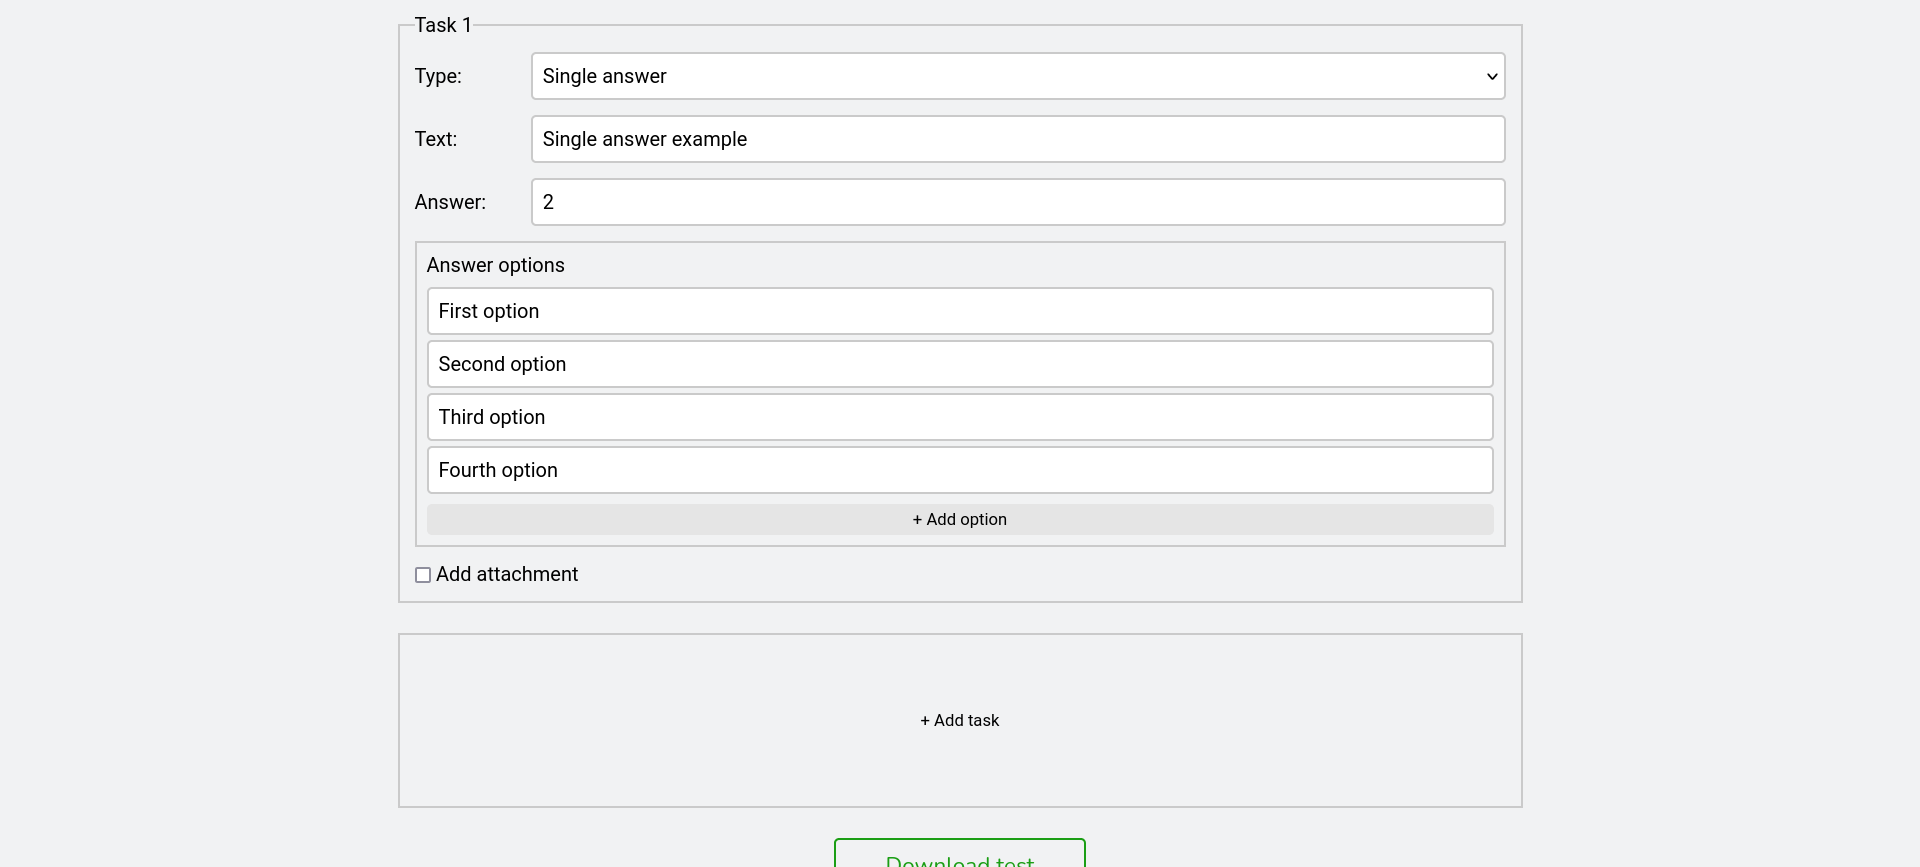 Task 1
Type:
Single answer
Text:
Single answer example
Answer:
2
Answer options
First option
Second option
Third option
Fourth option
+ Add option
Add attachment
+ Add task
Download test